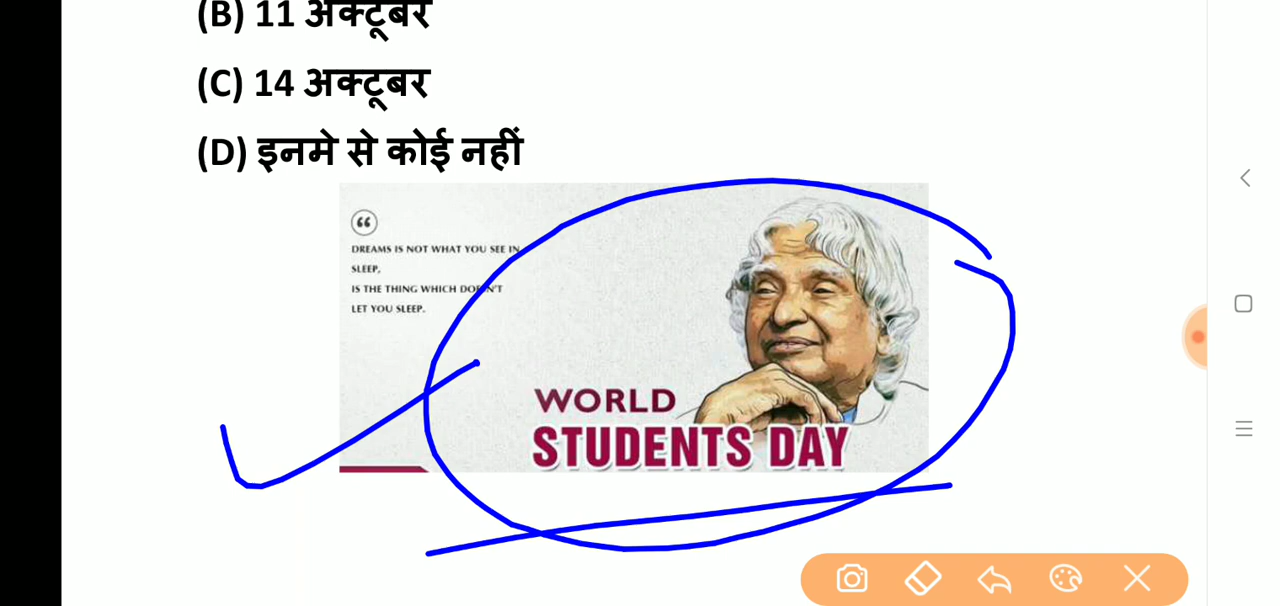 (B) 11 अक्टूबर
(C) 14 अक्टूबर
(D) इनमे से कोई नहीं
DREAMS IS NOT WHAT YOU SEE IN
SLEEP,
IS THE THING WHICH DOESN'T
LET YOU SLEEP.
WORLD
STUDENTS DAY